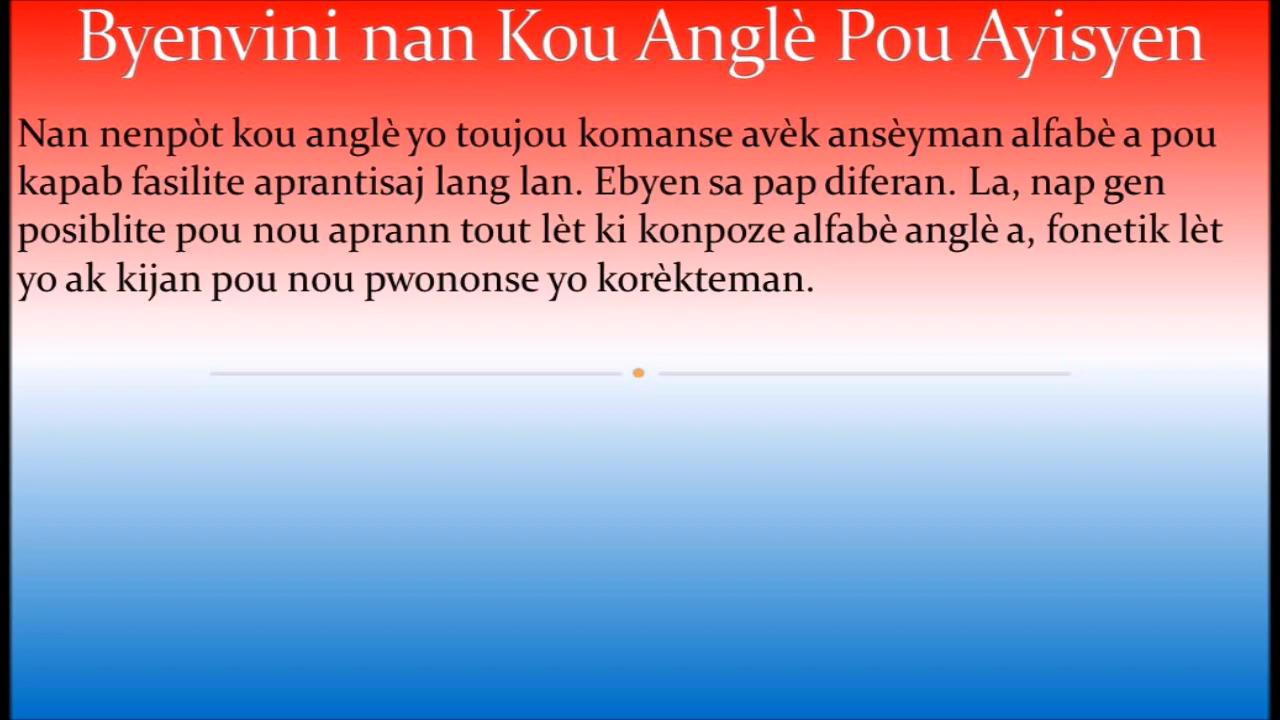 Byenvini nan Kou Anglè Pou Ayisyen
Nan nenpòt kou anglè yo toujou komanse avèk ansèyman alfabè a pou
kapab fasilite aprantisaj lang lan. Ebyen sa pap diferan. La, nap gen
posiblite pou nou aprann tout lèt ki konpoze alfabè anglè a, fonetik lèt
yo ak kijan pou nou pwononse yo korèkteman.